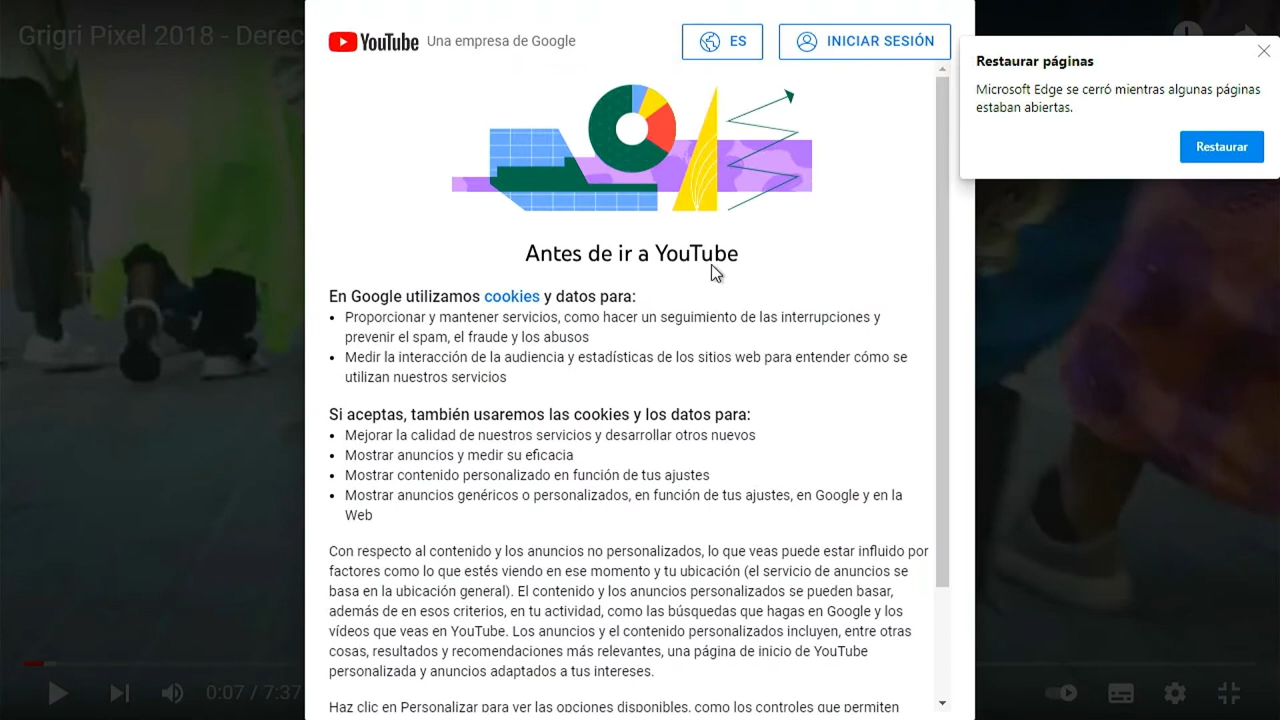 Grigri Pixel 2018 - Derec
YouTube Una empresa de Google
ES
INICIAR SESIÓN
Restaurar páginas
Microsoft Edge se cerró mientras algunas páginas
estaban abiertas.
Restaurar
Antes de ir a YouTube
En Google utilizamos cookies y datos para:
• Proporcionar y mantener servicios, como hacer un seguimiento de las interrupciones y
prevenir el spam, el fraude y los abusos
• Medir la interacción de la audiencia y estadísticas de los sitios web para entender cómo se
utilizan nuestros servicios
Si aceptas, también usaremos las cookies y los datos para:
• Mejorar la calidad de nuestros servicios y desarrollar otros nuevos
• Mostrar anuncios y medir su eficacia
• Mostrar contenido personalizado en función de tus ajustes
• Mostrar anuncios genéricos o personalizados, en función de tus ajustes, en Google y en la
Web
Con respecto al contenido y los anuncios no personalizados, lo que veas puede estar influido por
factores como lo que estés viendo en ese momento y tu ubicación (el servicio de anuncios se
basa en la ubicación general). El contenido y los anuncios personalizados se pueden basar,
además de en esos criterios, en tu actividad, como las búsquedas que hagas en Google y los
vídeos que veas en YouTube. Los anuncios y el contenido personalizados incluyen, entre otras
cosas, resultados y recomendaciones más relevantes, una página de inicio de YouTube
personalizada y anuncios adaptados a tus intereses.
Haz clic en Personalizar para ver las opciones disponibles, como los controles que permiten
0:07 / 7:37